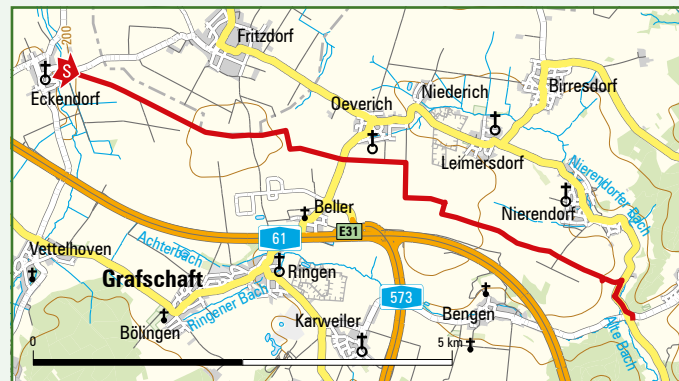 200
Fritzdorf
S
Eckendorf
Niederich
Birresdorf
Oeverich
Leimersdorf
Nierendorfer Bach
Nierendorf
Beller
E31
61
Vettelhoven
Achterbach
Ringen
Grafschaft
573
Ringener Bach
Bengen
Bölingen
Karweiler
Alte Bach
0
5 km